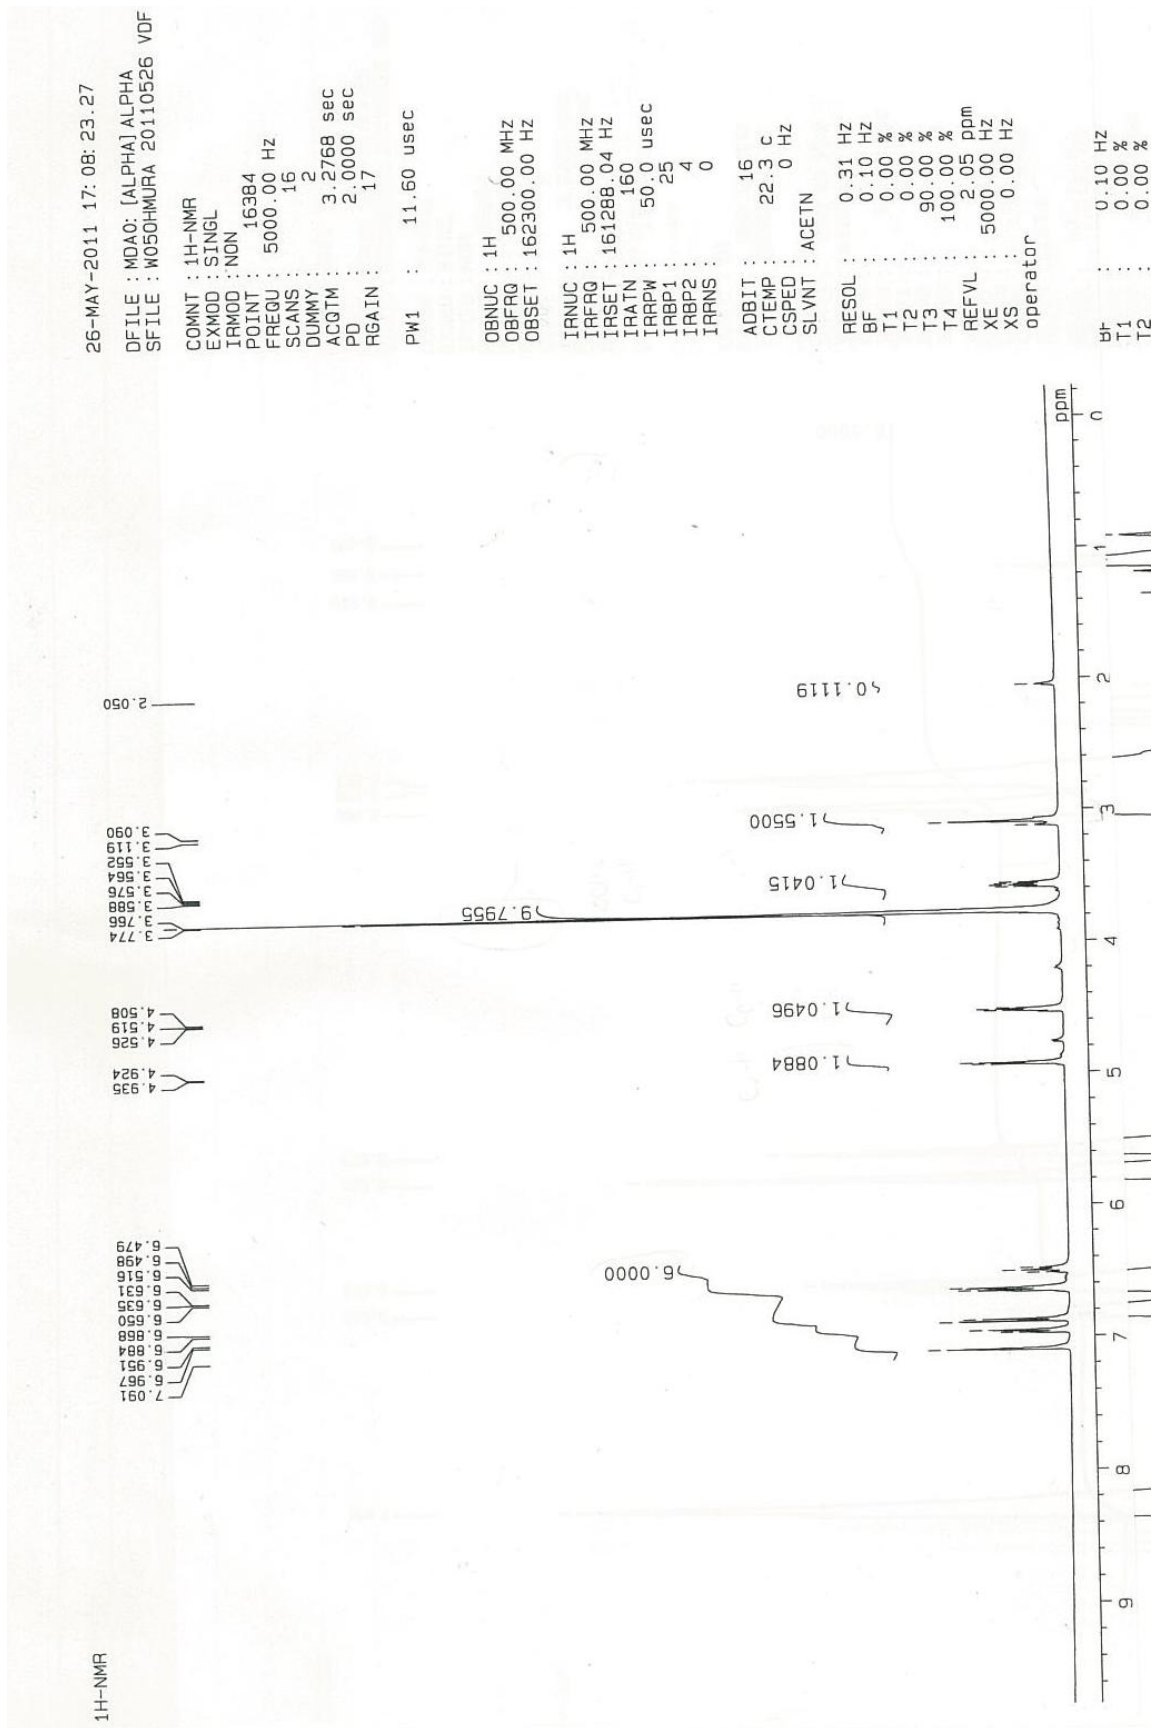 1H-NMR
26-MAY-2011 17:08:23.27
DFILE : MDAO: [ALPHA] ALPHA
SFILE : WO5OHMURA 20110526 VDF
COMNT : 1H-NMR
EXMOD : SINGL
IRMOD : NON
POINT : 16384
FREQU : 5000.00 Hz
SCANS : 16
DUMMY : 2
ACQTM : 3.2768 sec
PD : 2.0000 sec
RGAIN : 17
PW1 : 11.60 usec
OBNUC : 1H
OBFRQ : 500.00 MHz
OBSET : 162300.00 Hz
IRNUC : 1H
IRFRQ : 500.00 MHz
IRSET : 161288.04 Hz
IRATN : 160
IRRPW : 50.0 usec
IRBP1 : 25
IRBP2 : 4
IRRNS : 0
ADBIT : 16
CTEMP : 22.3 c
CSPED : 0 Hz
SLVNT : ACETN
RESOL : 0.31 Hz
BF : 0.10 Hz
T1 : 0.00 %
T2 : 0.00 %
T3 : 90.00 %
T4 : 100.00 %
REFVL : 2.05 ppm
XE : 5000.00 Hz
XS : 0.00 Hz
operator
BF : 0.10 Hz
T1 : 0.00 %
T2 : 0.00 %
7.091
6.967
6.951
6.884
6.868
6.650
6.635
6.631
6.516
6.498
6.479
4.935
4.924
4.526
4.519
4.508
3.774
3.766
3.588
3.576
3.564
3.552
3.119
3.090
2.050
6.0000
1.0884
1.0496
9.7955
1.0415
1.5500
0.1119
9
8
7
6
5
4
3
2
1
0
ppm